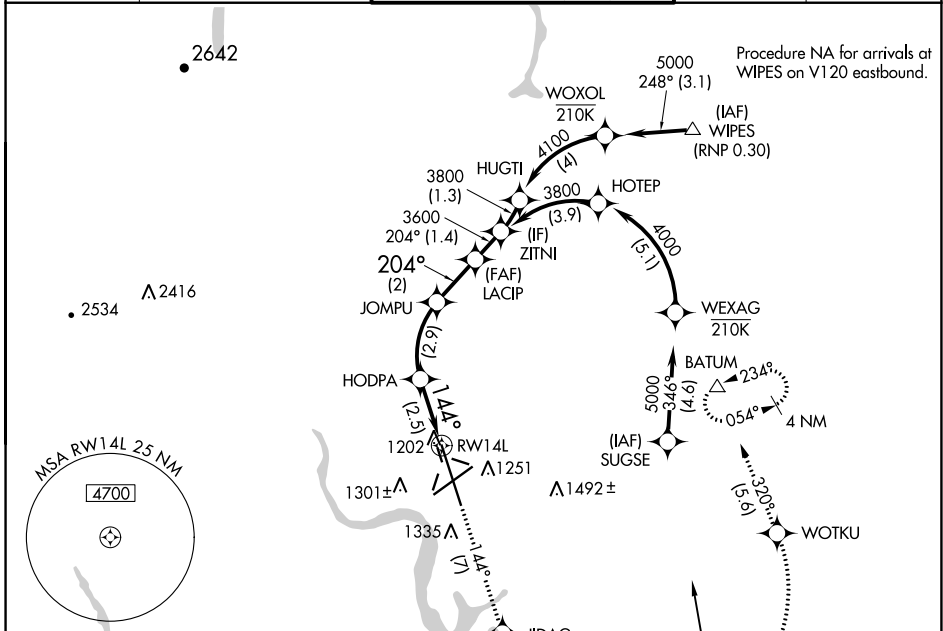 2642
Procedure NA for arrivals at
WIPES on V120 eastbound.
5000
248° (3.1)
WOXOL
210K
(IAF)
WIPES
(RNP 0.30)
4100
(4)
HUGTI
3800
(1.3)
HOTEP
3800
(3.9)
3600
204° (1.4)
(IF)
ZITNI
4000
(5.1)
204°
(2)
(FAF)
LACIP
2416
2534
JOMPU
WEXAG
210K
(2.9)
BATUM
234°
HODPA
054°
4 NM
5000
346°
(4.6)
144°
(2.5)
1202
RW14L
(IAF)
SUGSE
MSA RW14L 25 NM
4700
1251
1301±
1492±
320°
(5.6)
1335
WOTKU
144°
(7)